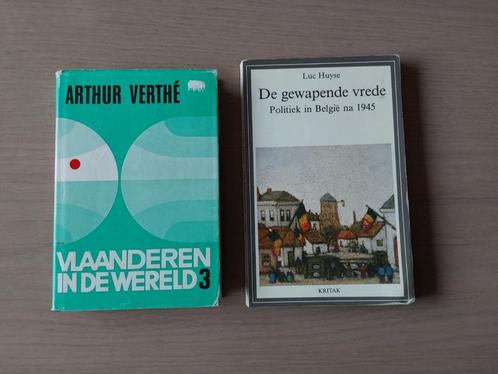 ARTHUR VERTHÉ
VLAANDEREN
IN DE WERELD 3
Luc Huyse
De gewapende vrede
Politiek in België na 1945
KRITAK